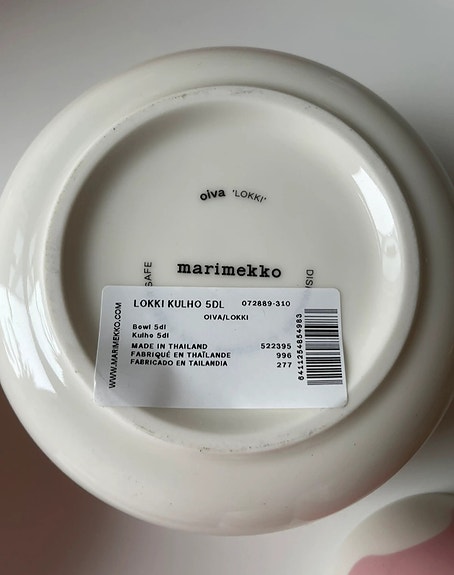 oiva 'LOKKI'
SAFE
marimekko
WWW.MARIMEKKO.COM
LOKKI KULHO 5DL 072889-310
OIVA/LOKKI
Bowl 5dl
Kulho 5dl
MADE IN THAILAND 522395
FABRIQUÉ EN THAÏLANDE 996
FABRICADO EN TAILANDIA 277
6411254854983